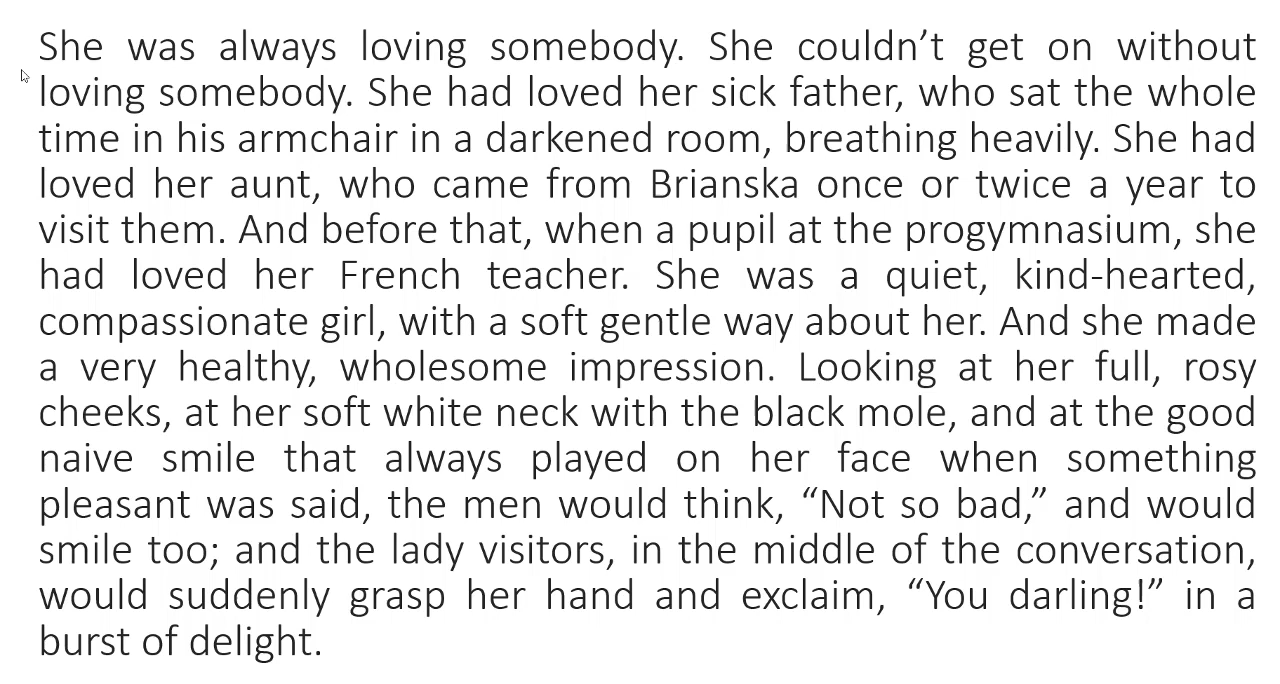 She was always loving somebody. She couldn’t get on without
loving somebody. She had loved her sick father, who sat the whole
time in his armchair in a darkened room, breathing heavily. She had
loved her aunt, who came from Brianska once or twice a year to
visit them. And before that, when a pupil at the progymnasium, she
had loved her French teacher. She was a quiet, kind-hearted,
compassionate girl, with a soft gentle way about her. And she made
a very healthy, wholesome impression. Looking at her full, rosy
cheeks, at her soft white neck with the black mole, and at the good
naive smile that always played on her face when something
pleasant was said, the men would think, “Not so bad,” and would
smile too; and the lady visitors, in the middle of the conversation,
would suddenly grasp her hand and exclaim, “You darling!” in a
burst of delight.